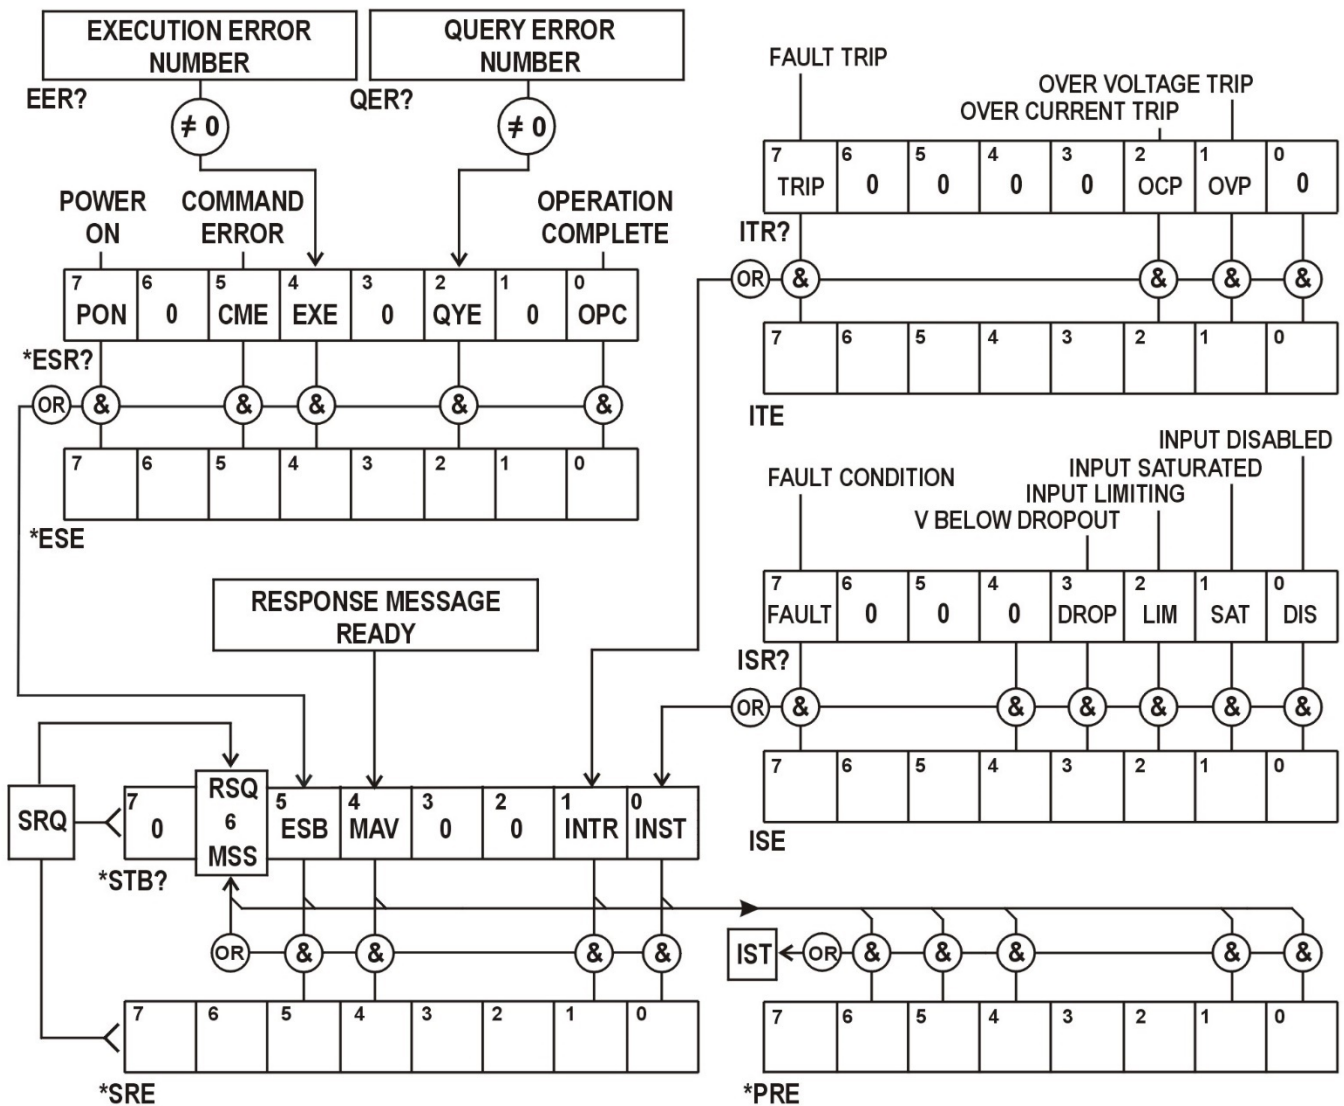 EXECUTION ERROR
NUMBER
QUERY ERROR
NUMBER
EER?
QER?
≠ 0
≠ 0
POWER
ON
COMMAND
ERROR
OPERATION
COMPLETE
7 6 5 4 3 2 1 0
PON 0 CME EXE 0 QYE 0 OPC
*ESR?
OR & & & & &
7 6 5 4 3 2 1 0
*ESE
FAULT TRIP
OVER VOLTAGE TRIP
OVER CURRENT TRIP
7 6 5 4 3 2 1 0
TRIP 0 0 0 0 OCP OVP 0
ITR?
OR & & & &
7 6 5 4 3 2 1 0
ITE
INPUT DISABLED
INPUT SATURATED
FAULT CONDITION
INPUT LIMITING
V BELOW DROPOUT
7 6 5 4 3 2 1 0
FAULT 0 0 0 DROP LIM SAT DIS
ISR?
OR & & & & & &
7 6 5 4 3 2 1 0
ISE
RESPONSE MESSAGE
READY
SRQ
7 RSQ 5 4 3 2 1 0
0 6 ESB MAV 0 0 INTR INST
MSS
*STB?
OR & & & &
7 6 5 4 3 2 1 0
*SRE
IST OR & & & & &
7 6 5 4 3 2 1 0
*PRE